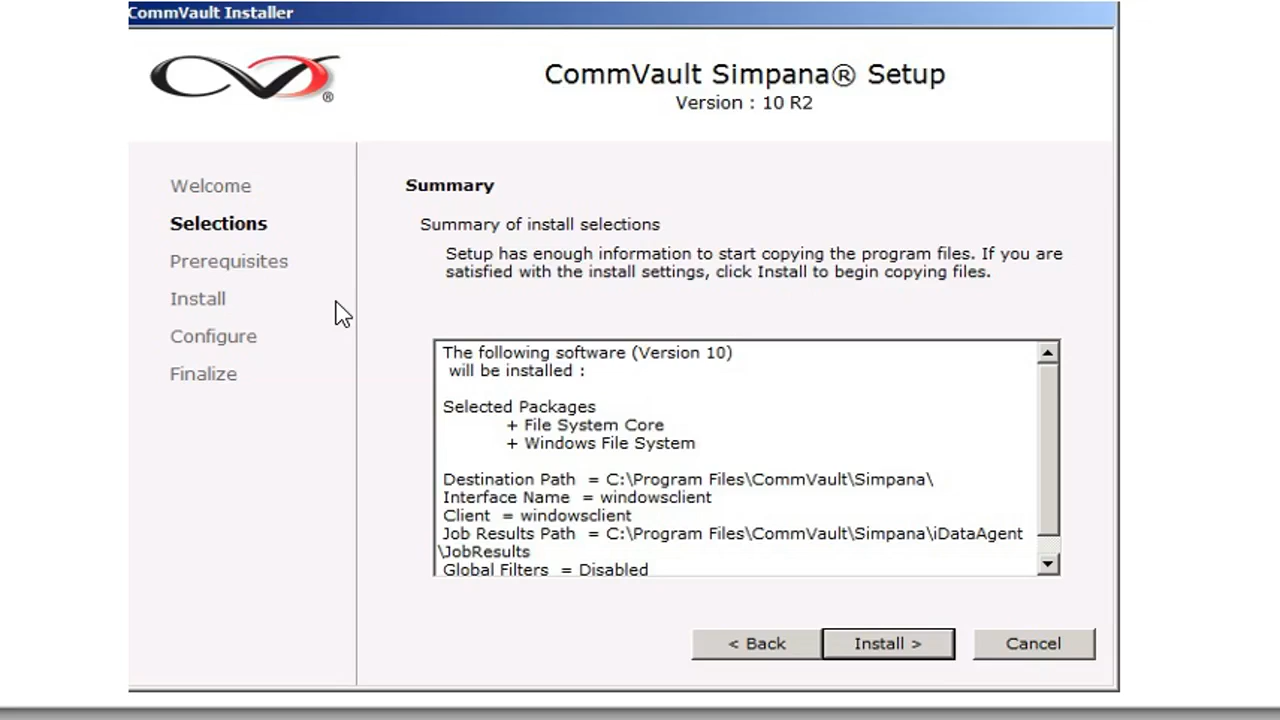 CommVault Installer
CommVault Simpana® Setup
Version : 10 R2
Welcome
Selections
Prerequisites
Install
Configure
Finalize
Summary
Summary of install selections
Setup has enough information to start copying the program files. If you are
satisfied with the install settings, click Install to begin copying files.
The following software (Version 10)
will be installed :
Selected Packages
+ File System Core
+ Windows File System
Destination Path = C:\Program Files\CommVault\Simpana\
Interface Name = windowsclient
Client = windowsclient
Job Results Path = C:\Program Files\CommVault\Simpana\iDataAgent
\JobResults
Global Filters = Disabled
< Back
Install >
Cancel